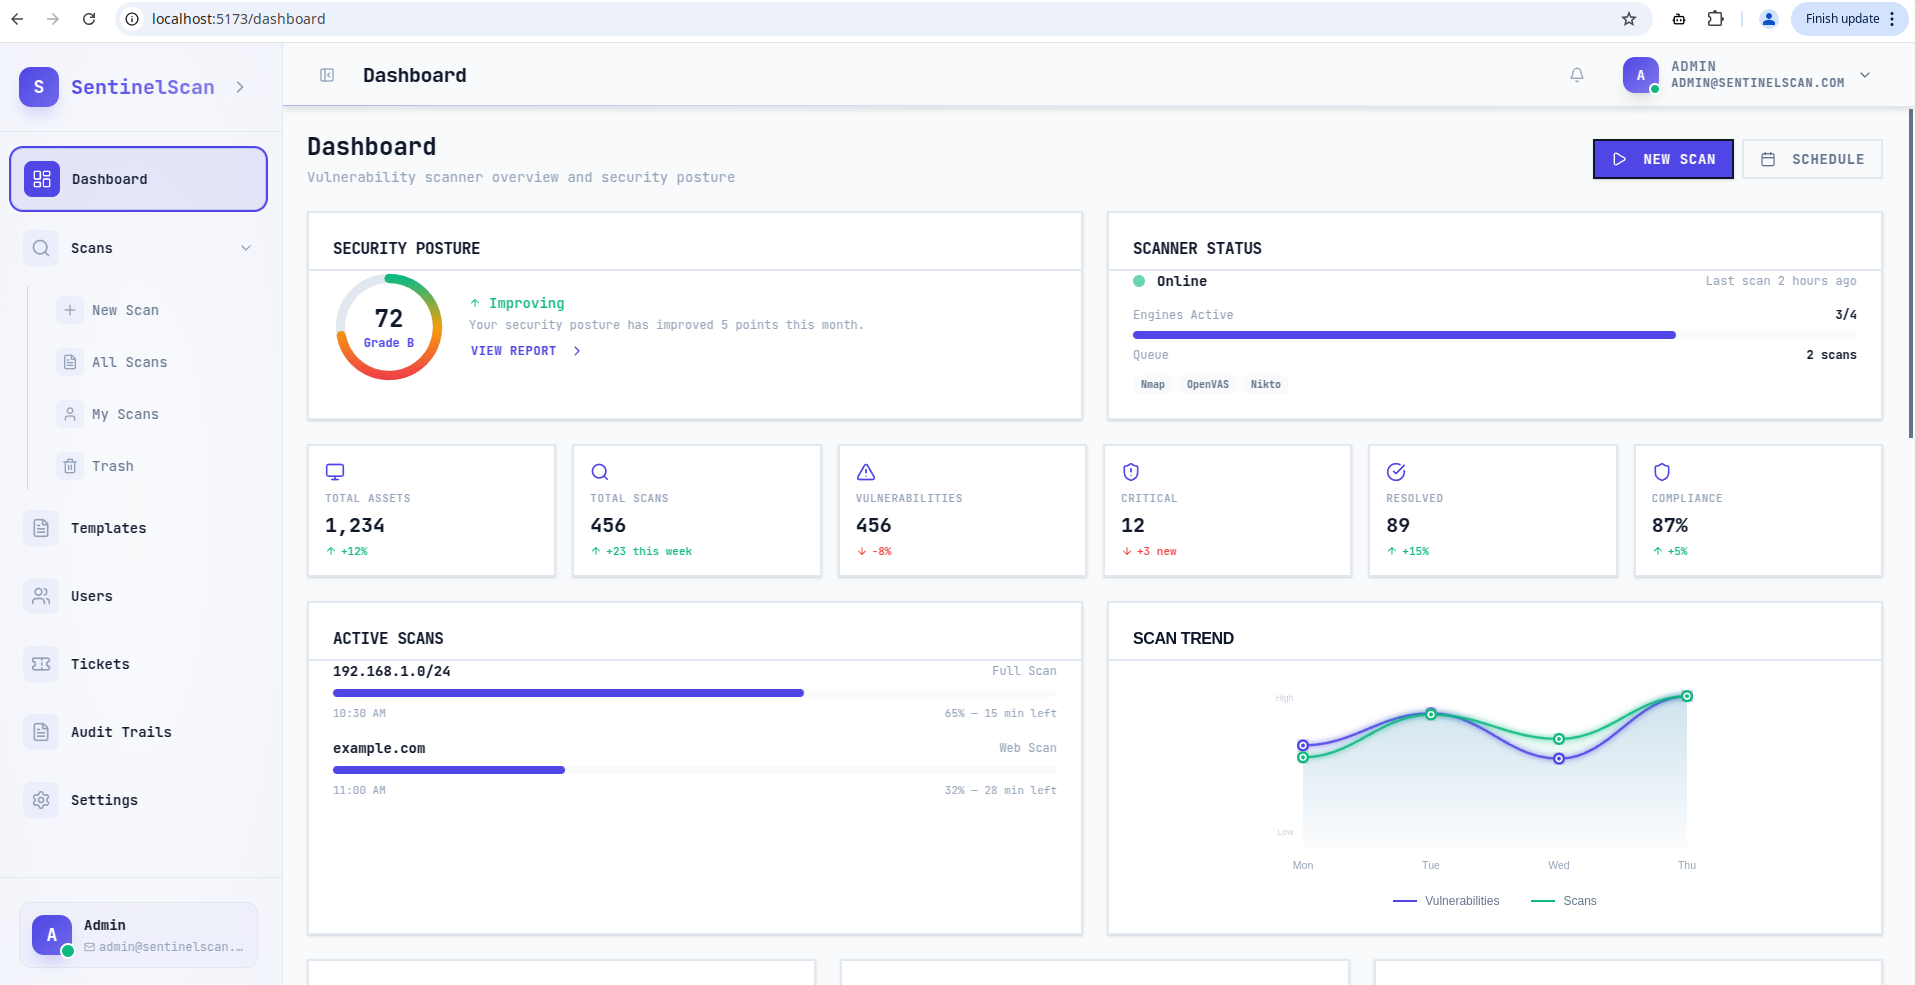 localhost:5173/dashboard
Finish update
S
SentinelScan
Dashboard
Scans
New Scan
All Scans
My Scans
Trash
Templates
Users
Tickets
Audit Trails
Settings
A
Admin
admin@sentinelscan.…
Dashboard
A
ADMIN
ADMIN@SENTINELSCAN.COM
Dashboard
Vulnerability scanner overview and security posture
NEW SCAN
SCHEDULE
SECURITY POSTURE
72
Grade B
Improving
Your security posture has improved 5 points this month.
VIEW REPORT
SCANNER STATUS
Online
Last scan 2 hours ago
Engines Active
3/4
Queue
2 scans
Nmap
OpenVAS
Nikto
TOTAL ASSETS
1,234
↑ +12%
TOTAL SCANS
456
↑ +23 this week
VULNERABILITIES
456
↓ -8%
CRITICAL
12
↓ +3 new
RESOLVED
89
↑ +15%
COMPLIANCE
87%
↑ +5%
ACTIVE SCANS
192.168.1.0/24
Full Scan
10:30 AM
65% — 15 min left
example.com
Web Scan
11:00 AM
32% — 28 min left
SCAN TREND
High
Low
Mon
Tue
Wed
Thu
Vulnerabilities
Scans